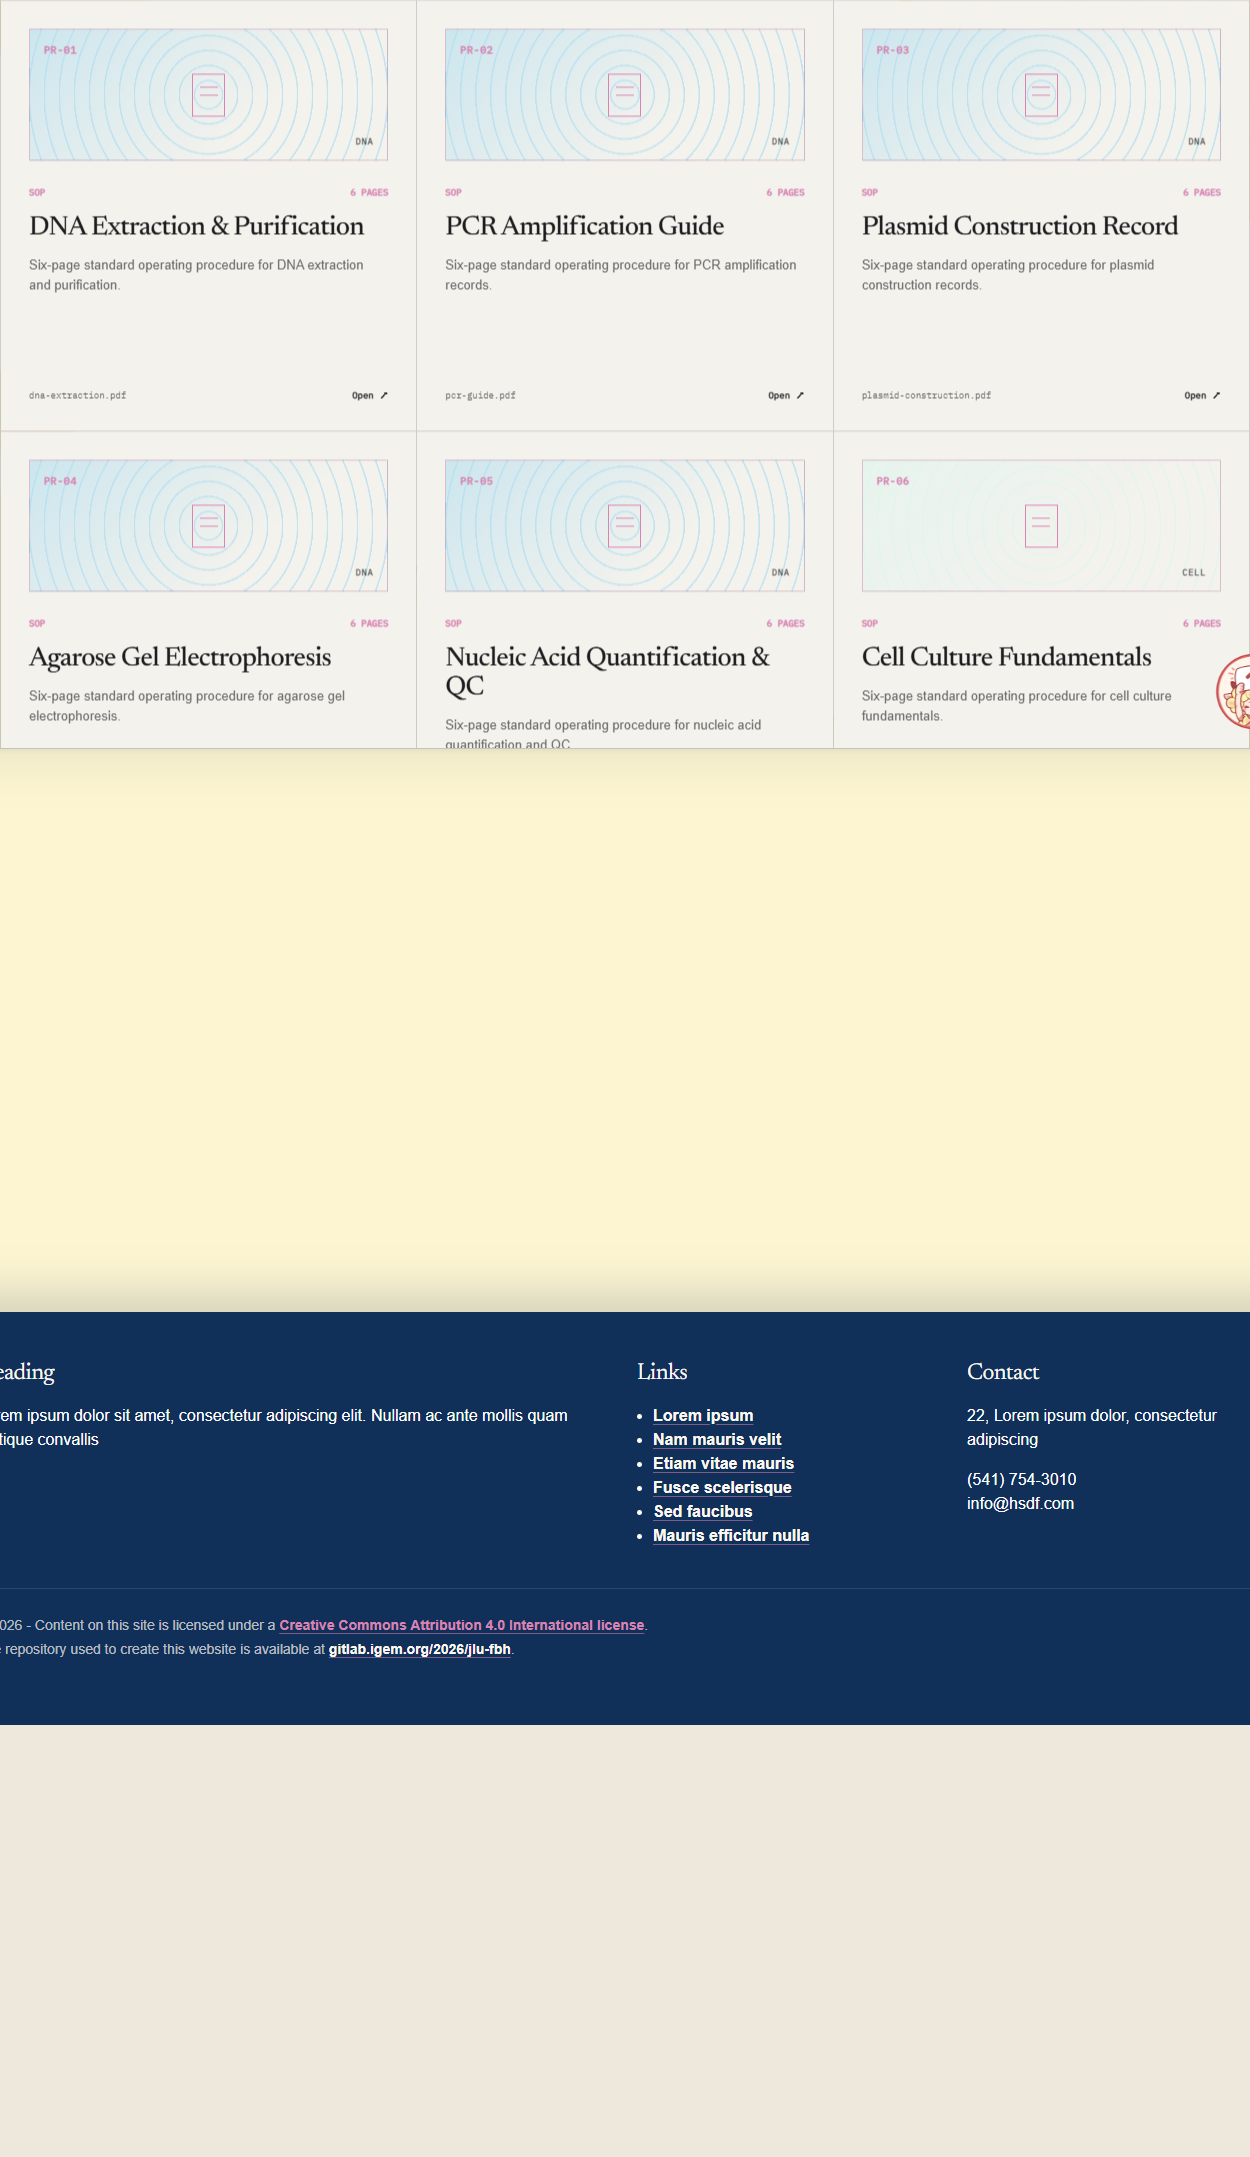 PR-01
DNA
SOP
6 PAGES
DNA Extraction & Purification
Six-page standard operating procedure for DNA extraction
and purification.
dna-extraction.pdf
Open ↗
PR-02
DNA
SOP
6 PAGES
PCR Amplification Guide
Six-page standard operating procedure for PCR amplification
records.
pcr-guide.pdf
Open ↗
PR-03
DNA
SOP
6 PAGES
Plasmid Construction Record
Six-page standard operating procedure for plasmid
construction records.
plasmid-construction.pdf
Open ↗
PR-04
DNA
SOP
6 PAGES
Agarose Gel Electrophoresis
Six-page standard operating procedure for agarose gel
electrophoresis.
PR-05
DNA
SOP
6 PAGES
Nucleic Acid Quantification &
QC
Six-page standard operating procedure for nucleic acid
quantification and QC
PR-06
CELL
SOP
6 PAGES
Cell Culture Fundamentals
Six-page standard operating procedure for cell culture
fundamentals.
eading
em ipsum dolor sit amet, consectetur adipiscing elit. Nullam ac ante mollis quam
tique convallis
Links
Lorem ipsum
Nam mauris velit
Etiam vitae mauris
Fusce scelerisque
Sed faucibus
Mauris efficitur nulla
Contact
22, Lorem ipsum dolor, consectetur
adipiscing
(541) 754-3010
info@hsdf.com
026 - Content on this site is licensed under a Creative Commons Attribution 4.0 International license.
repository used to create this website is available at gitlab.igem.org/2026/jlu-fbh.